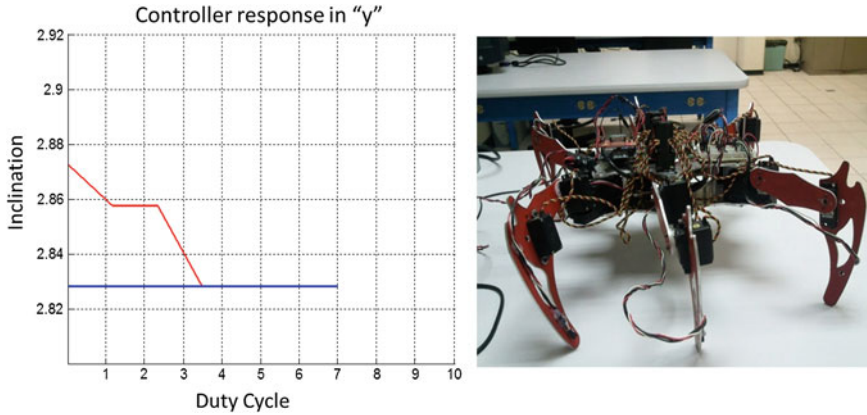 Controller response in “y”
2.92
2.9
2.88
2.86
2.84
2.82
Inclination
1 2 3 4 5 6 7 8 9 10
Duty Cycle